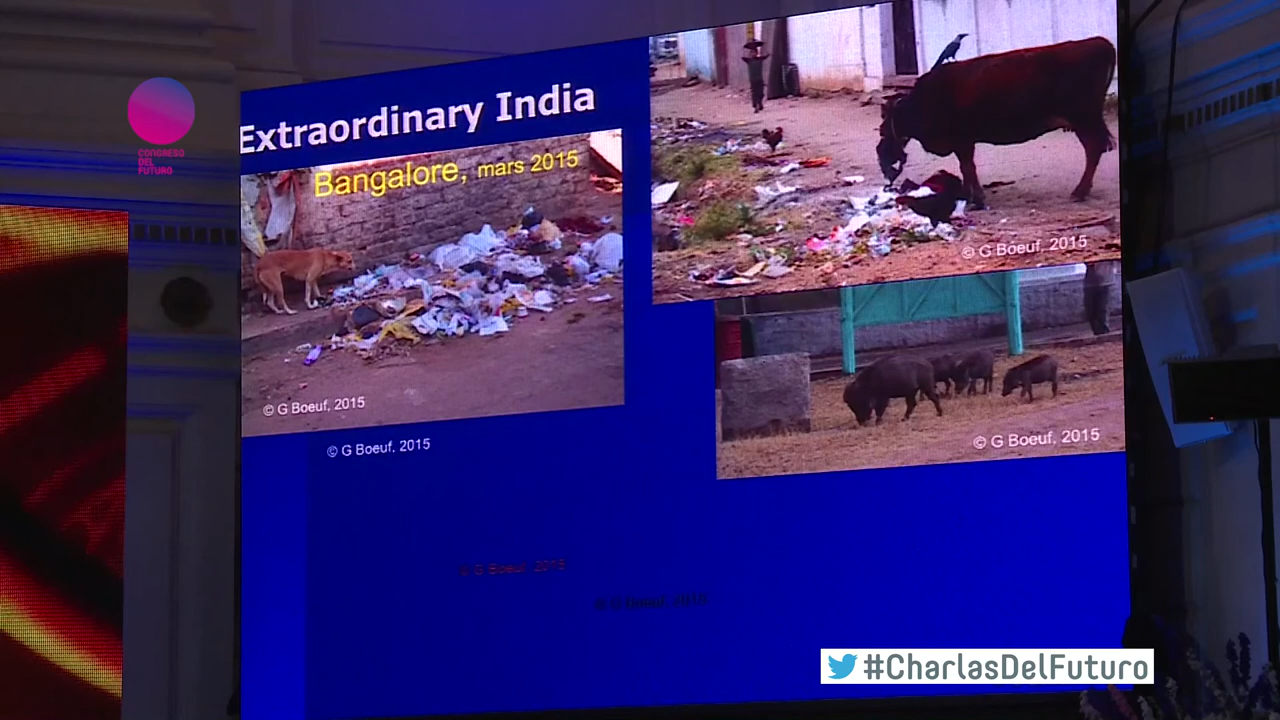 CONGRESO
DEL
FUTURO
Extraordinary India
Bangalore, mars 2015
© G Boeuf, 2015
© G Boeuf, 2015
© G Boeuf, 2015
© G Boeuf, 2015
© G Boeuf, 2015
© G Boeuf, 2015
#CharlasDelFuturo